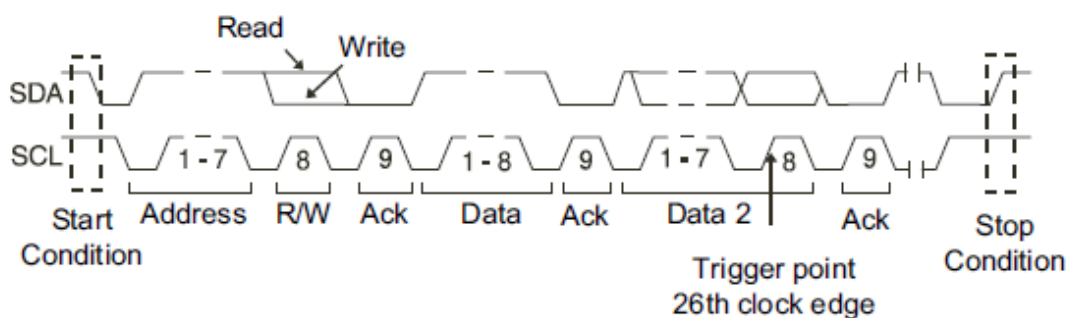 Read
Write
SDA
SCL
1 - 7 8 9 1 - 8 9 1 - 7 8 9
Start
Condition
Address R/W Ack Data Ack Data 2 Ack
Stop
Condition
Trigger point
26th clock edge